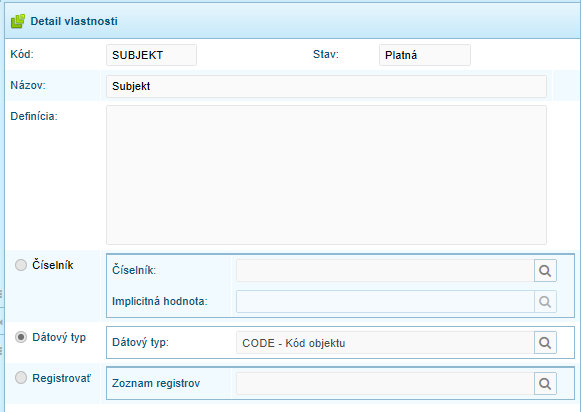 Detail vlastnosti
Kód: SUBJEKT Stav: Platná
Názov: Subjekt
Definícia:
Číselník Číselník:
Implicitná hodnota:
Dátový typ Dátový typ: CODE - Kód objektu
Registrovať Zoznam registrov